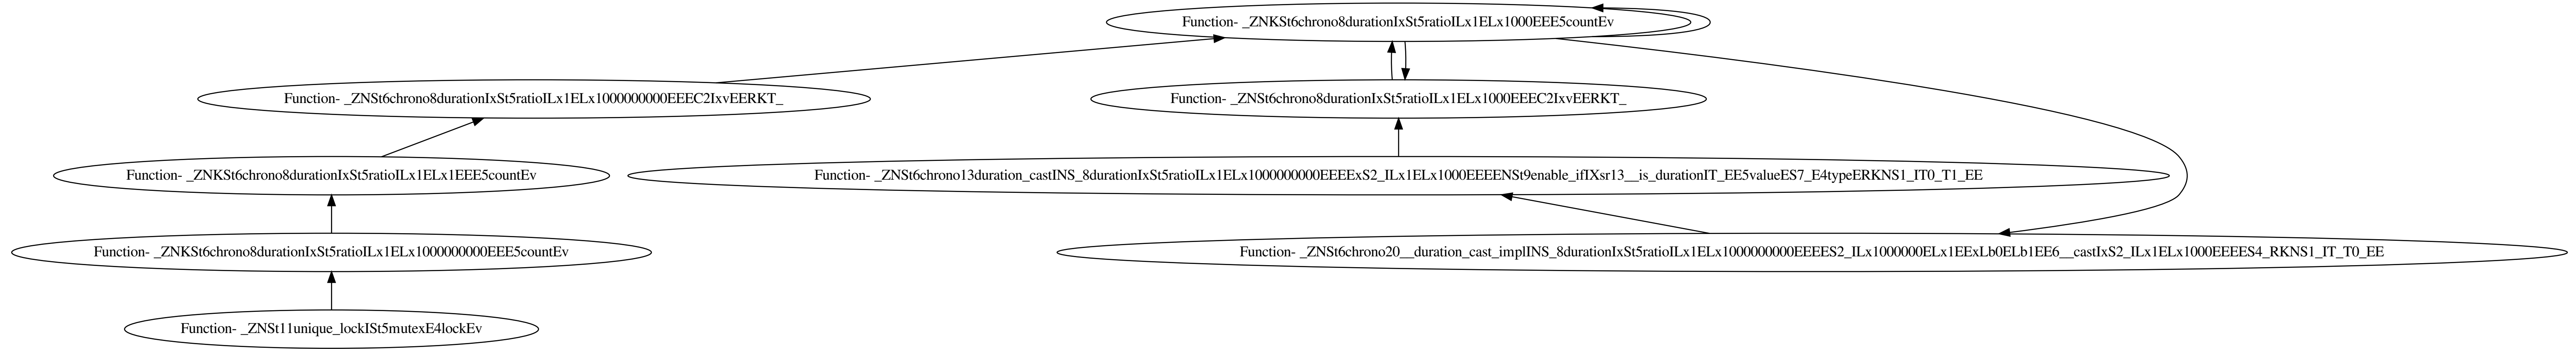 Function- _ZNKSt6chrono8durationIxSt5ratioILx1ELx1000EEE5countEv
Function- _ZNSt6chrono8durationIxSt5ratioILx1ELx1000000000EEEC2IxvEERKT_
Function- _ZNSt6chrono8durationIxSt5ratioILx1ELx1000EEEC2IxvEERKT_
Function- _ZNKSt6chrono8durationIxSt5ratioILx1ELx1EEE5countEv
Function- _ZNSt6chrono13duration_castINS_8durationIxSt5ratioILx1ELx1000000000EEEExS2_ILx1ELx1000EEEENSt9enable_ifIXsr13__is_durationIT_EE5valueES7_E4typeERKNS1_IT0_T1_EE
Function- _ZNKSt6chrono8durationIxSt5ratioILx1ELx1000000000EEE5countEv
Function- _ZNSt6chrono20__duration_cast_implINS_8durationIxSt5ratioILx1ELx1000000000EEEES2_ILx1000000ELx1EExLb0ELb1EE6__castIxS2_ILx1ELx1000EEEES4_RKNS1_IT_T0_EE
Function- _ZNSt11unique_lockISt5mutexE4lockEv